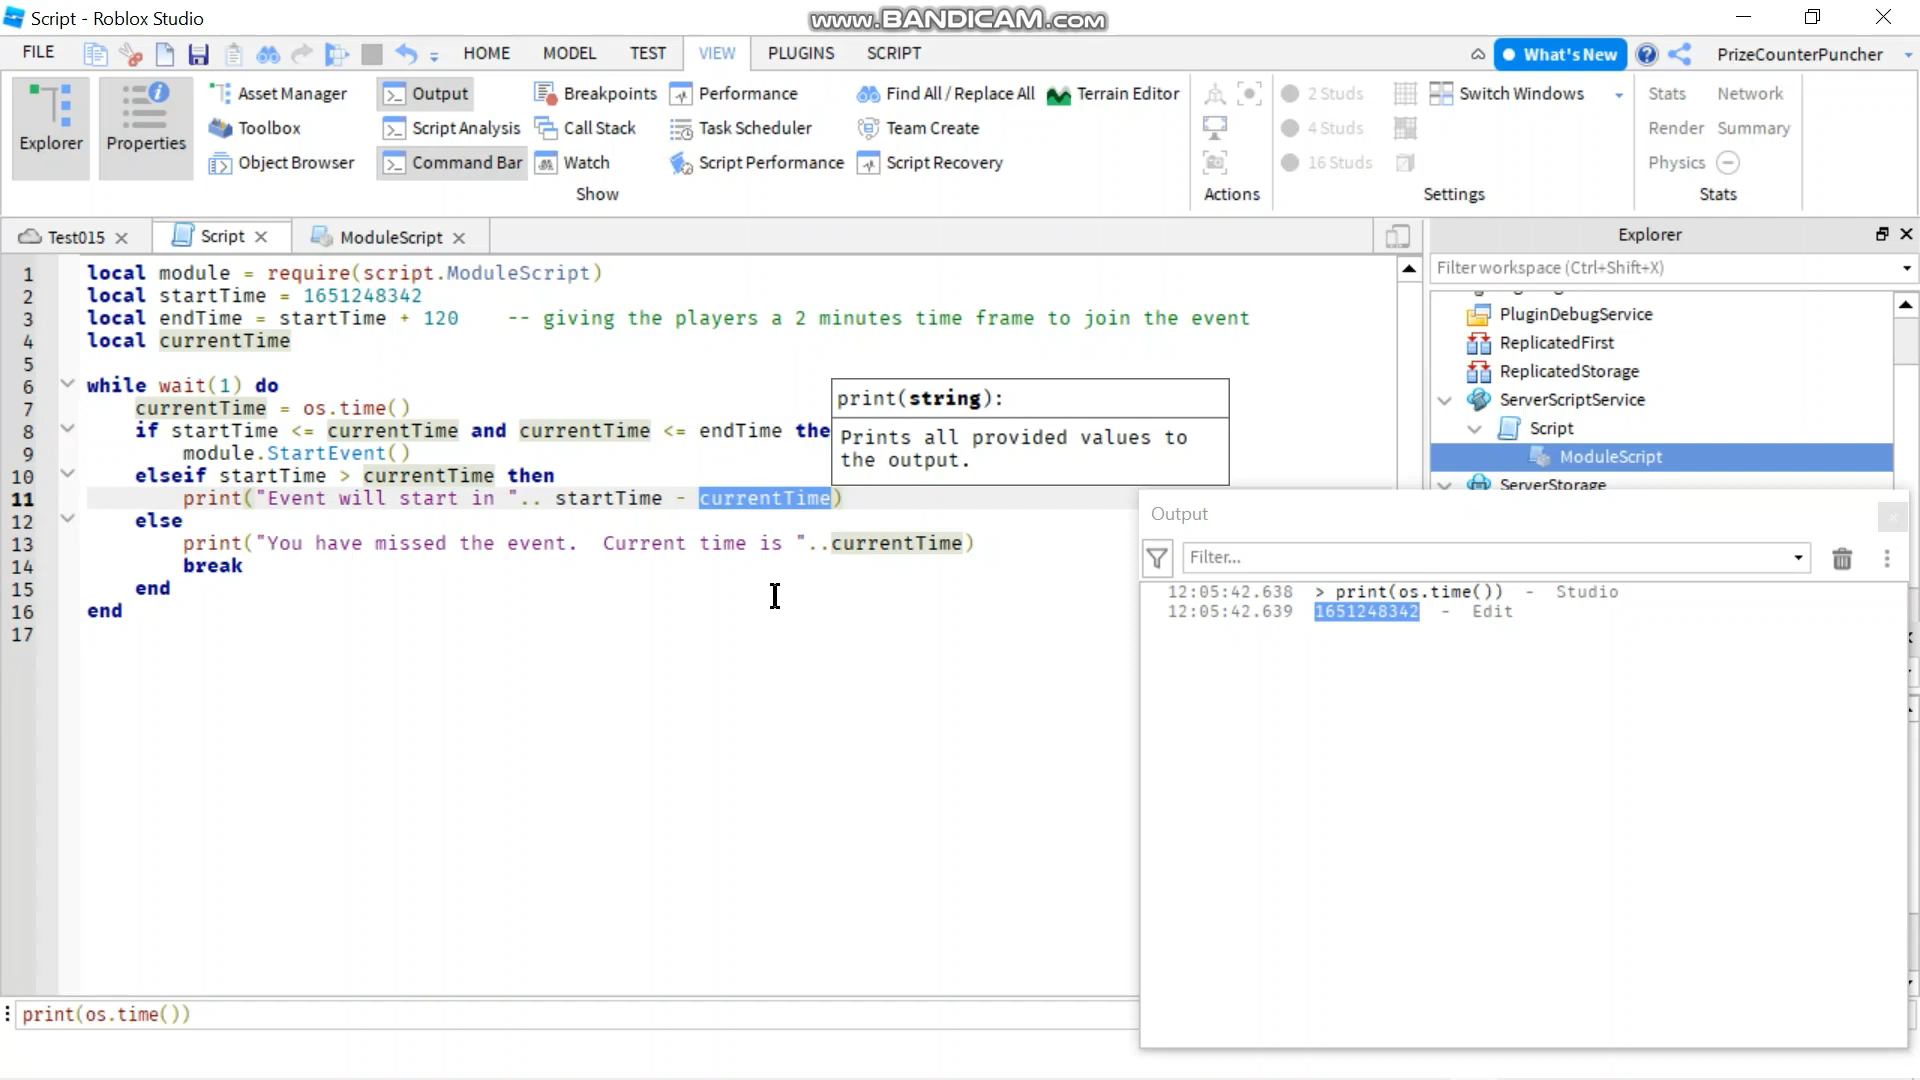 Script - Roblox Studio
www.BANDICAM.com
FILE
HOME
MODEL
TEST
VIEW
PLUGINS
SCRIPT
What's New
PrizeCounterPuncher
Explorer
Properties
Asset Manager
Toolbox
Object Browser
Output
Script Analysis
Command Bar
Breakpoints
Call Stack
Watch
Performance
Task Scheduler
Script Performance
Find All / Replace All
Team Create
Script Recovery
Terrain Editor
Show
Actions
2 Studs
4 Studs
16 Studs
Switch Windows
Settings
Stats
Network
Render
Summary
Physics
Stats
Test015
Script
ModuleScript
1 local module = require(script.ModuleScript)
2 local startTime = 1651248342
3 local endTime = startTime + 120 -- giving the players a 2 minutes time frame to join the event
4 local currentTime
5
6 while wait(1) do
7 currentTime = os.time()
8 if startTime <= currentTime and currentTime <= endTime the
9 module.StartEvent()
10 elseif startTime > currentTime then
11 print("Event will start in ".. startTime - currentTime)
12 else
13 print("You have missed the event. Current time is "..currentTime)
14 break
15 end
16 end
17
print(string):
Prints all provided values to
the output.
Explorer
Filter workspace (Ctrl+Shift+X)
PluginDebugService
ReplicatedFirst
ReplicatedStorage
ServerScriptService
Script
ModuleScript
ServerStorage
Output
Filter...
12:05:42.638 > print(os.time()) - Studio
12:05:42.639 1651248342 - Edit
print(os.time())